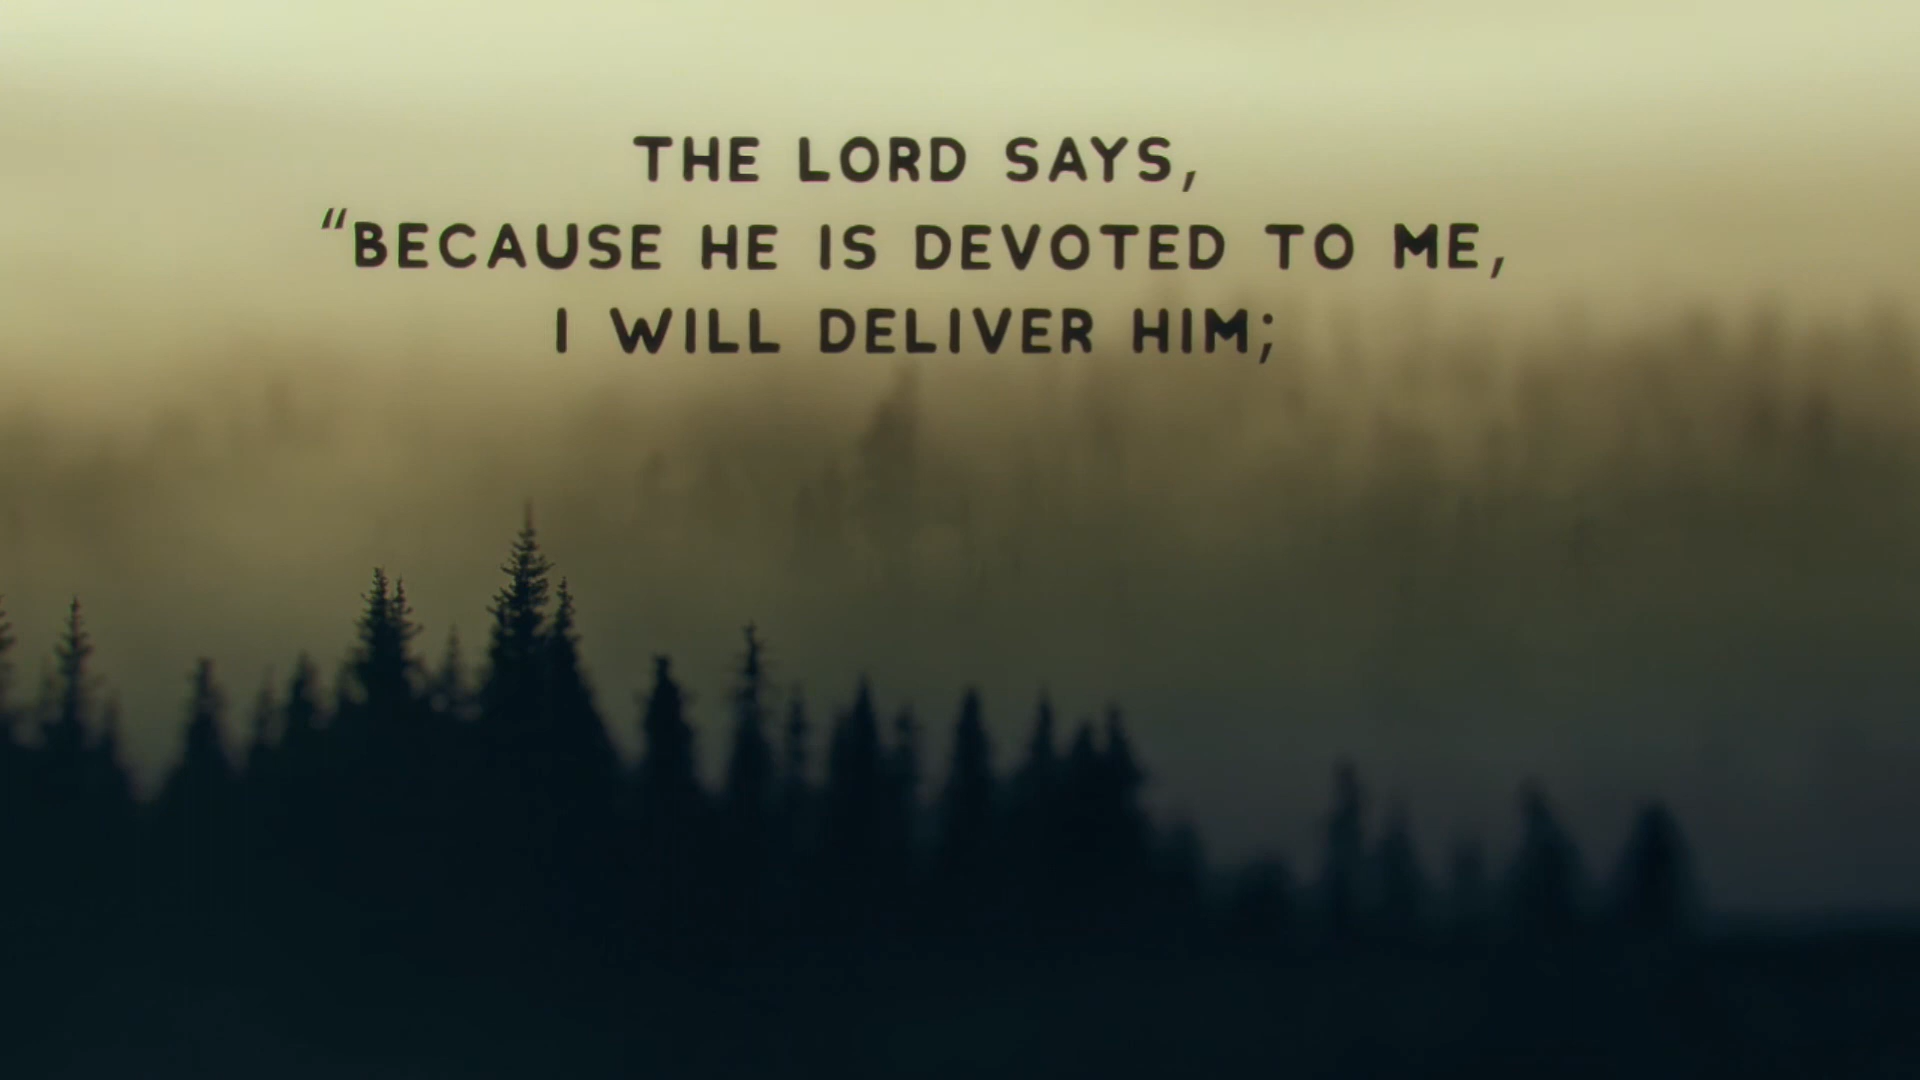 THE LORD SAYS,
“BECAUSE HE IS DEVOTED TO ME,
I WILL DELIVER HIM;